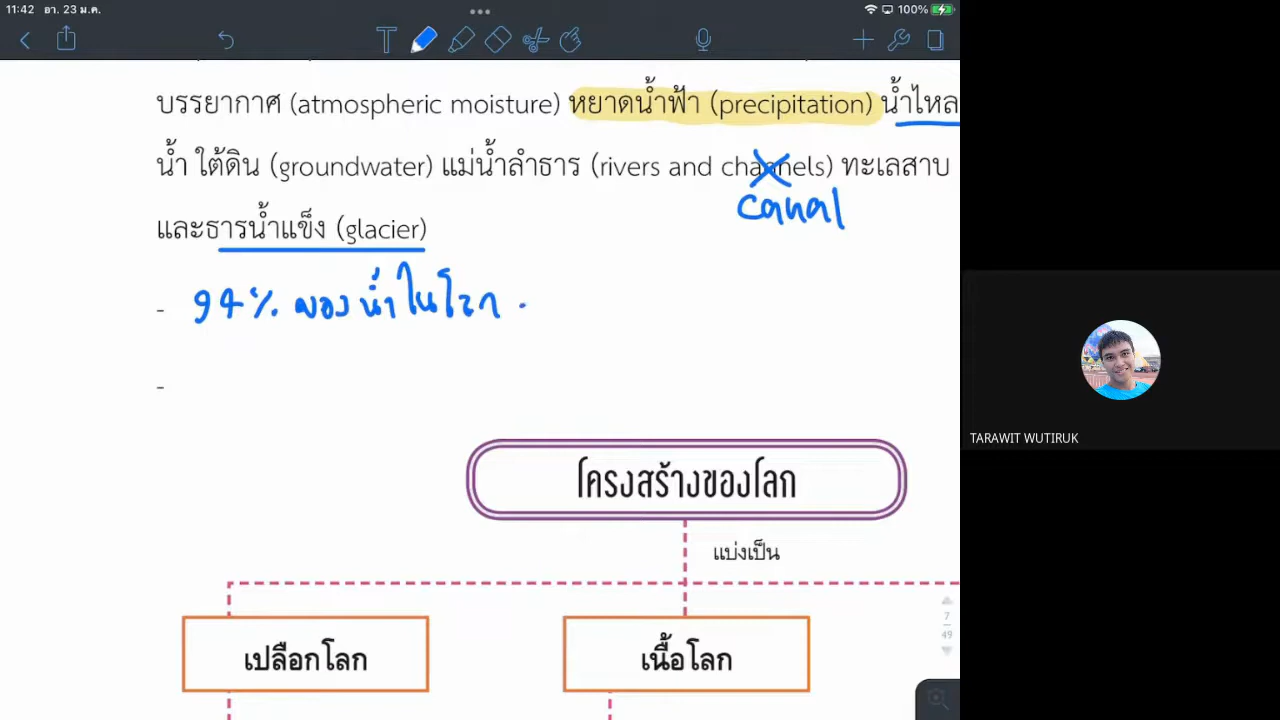 11:42 อา. 23 ม.ค.
100%
บรรยากาศ (atmospheric moisture) หยาดน้ำฟ้า (precipitation) น้ำไหล
น้ำ ใต้ดิน (groundwater) แม่น้ำลำธาร (rivers and channels) ทะเลสาบ
canal
และธารน้ำแข็ง (glacier)
- 94% ของน้ำในโลก
-
TARAWIT WUTIRUK
โครงสร้างของโลก
แบ่งเป็น
7
49
เปลือกโลก
เนื้อโลก